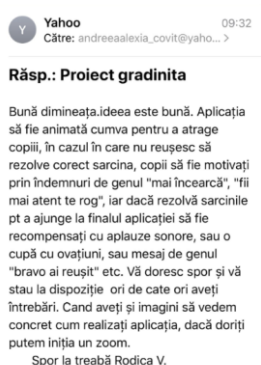 Y
Yahoo 09:32
Către: andreeaalexia_covit@yaho... >
Răsp.: Proiect gradinita
Bună dimineața.ideea este bună. Aplicația
să fie animată cumva pentru a atrage
copiii, în cazul în care nu reușesc să
rezolve corect sarcina, copii să fie motivați
prin îndemnuri de genul "mai încearcă", "fii
mai atent te rog", iar dacă rezolvă sarcinile
pt a ajunge la finalul aplicației să fie
recompensați cu aplauze sonore, sau o
cupă cu ovațiuni, sau mesaj de genul
"bravo ai reușit" etc. Vă doresc spor și vă
stau la dispoziție ori de cate ori aveți
întrebări. Cand aveți și imagini să vedem
concret cum realizați aplicația, dacă doriți
putem iniția un zoom.
Spor la treabă Rodica V.